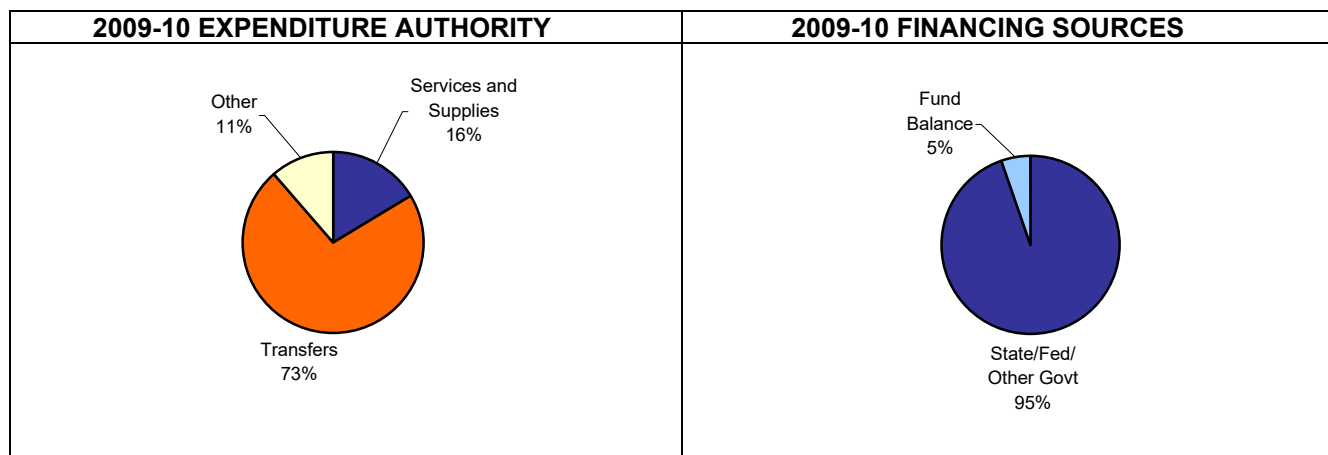 2009-10 EXPENDITURE AUTHORITY
Other
11%
Services and
Supplies
16%
Transfers
73%
2009-10 FINANCING SOURCES
Fund
Balance
5%
State/Fed/
Other Govt
95%